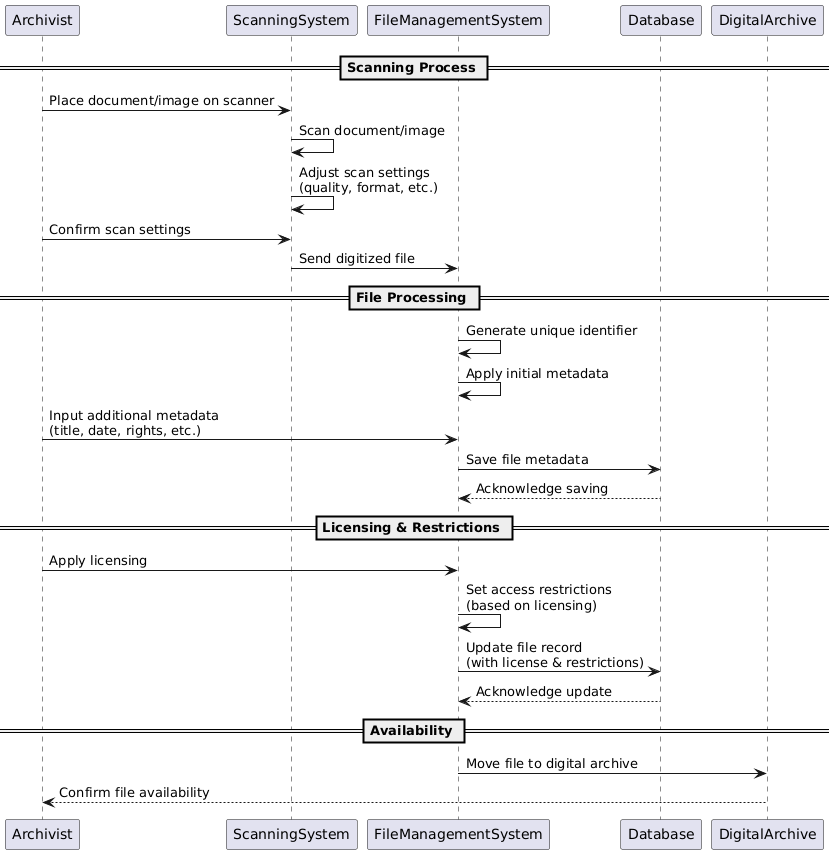 Archivist ScanningSystem FileManagementSystem Database DigitalArchive
Scanning Process
Place document/image on scanner
Scan document/image
Adjust scan settings
(quality, format, etc.)
Confirm scan settings
Send digitized file
File Processing
Generate unique identifier
Apply initial metadata
Input additional metadata
(title, date, rights, etc.)
Save file metadata
Acknowledge saving
Licensing & Restrictions
Apply licensing
Set access restrictions
(based on licensing)
Update file record
(with license & restrictions)
Acknowledge update
Availability
Move file to digital archive
Confirm file availability
Archivist ScanningSystem FileManagementSystem Database DigitalArchive